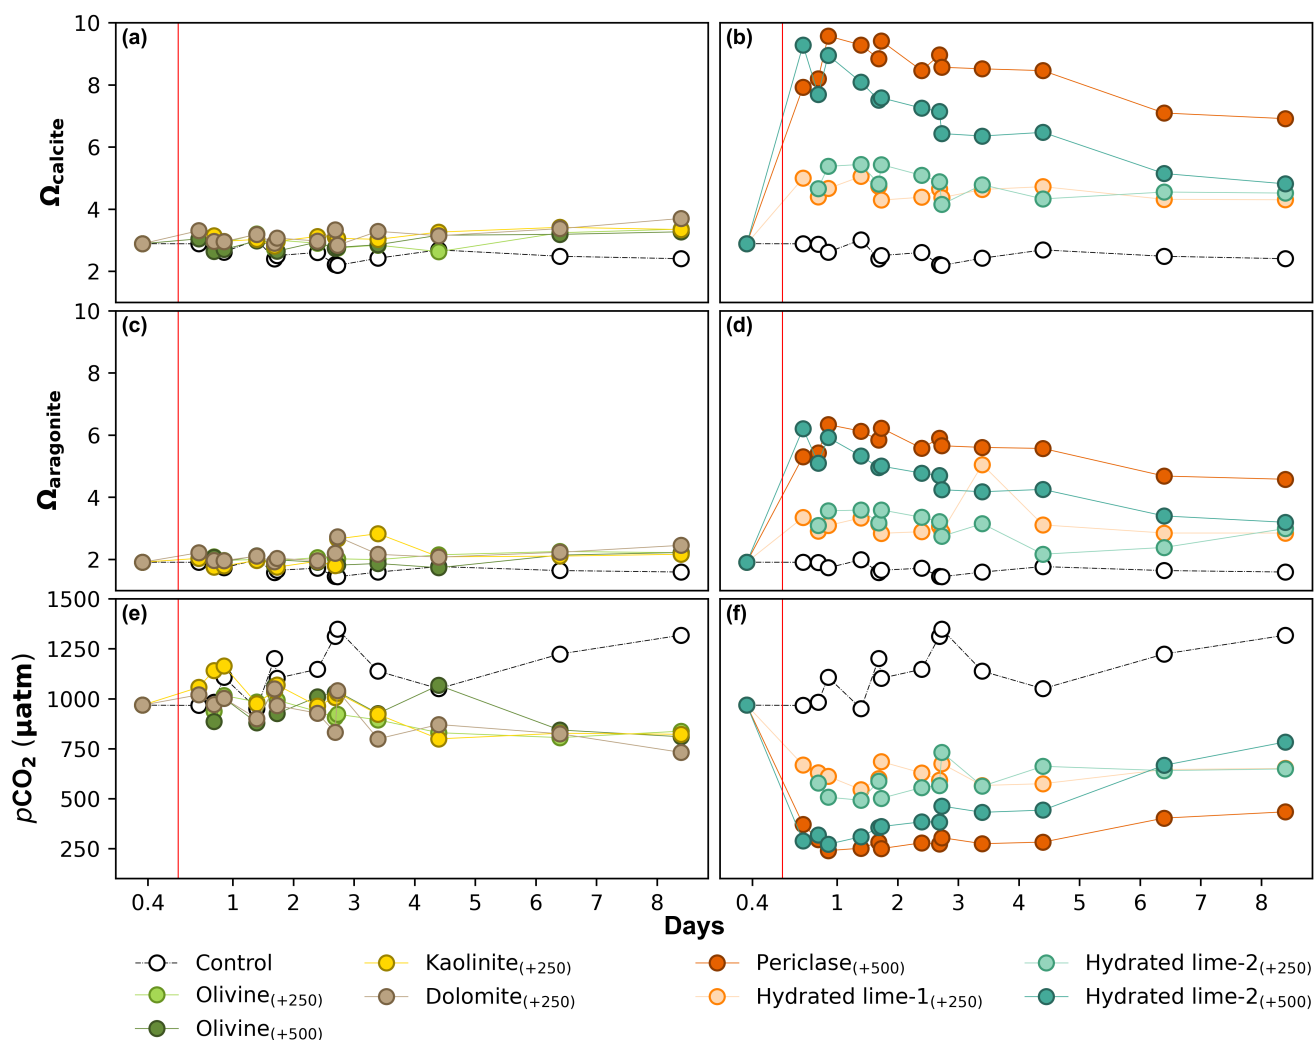 (a)
(b)
10
8
6
4
2
Ωcalcite
(c)
(d)
10
8
6
4
2
Ωaragonite
(e)
(f)
1500
1250
1000
750
500
250
pCO2 (µatm)
0.4 1 2 3 4 5 6 7 8
0.4 1 2 3 4 5 6 7 8
Days
Control
Kaolinite(+250)
Periclase(+500)
Hydrated lime-2(+250)
Olivine(+250)
Dolomite(+250)
Hydrated lime-1(+250)
Hydrated lime-2(+500)
Olivine(+500)